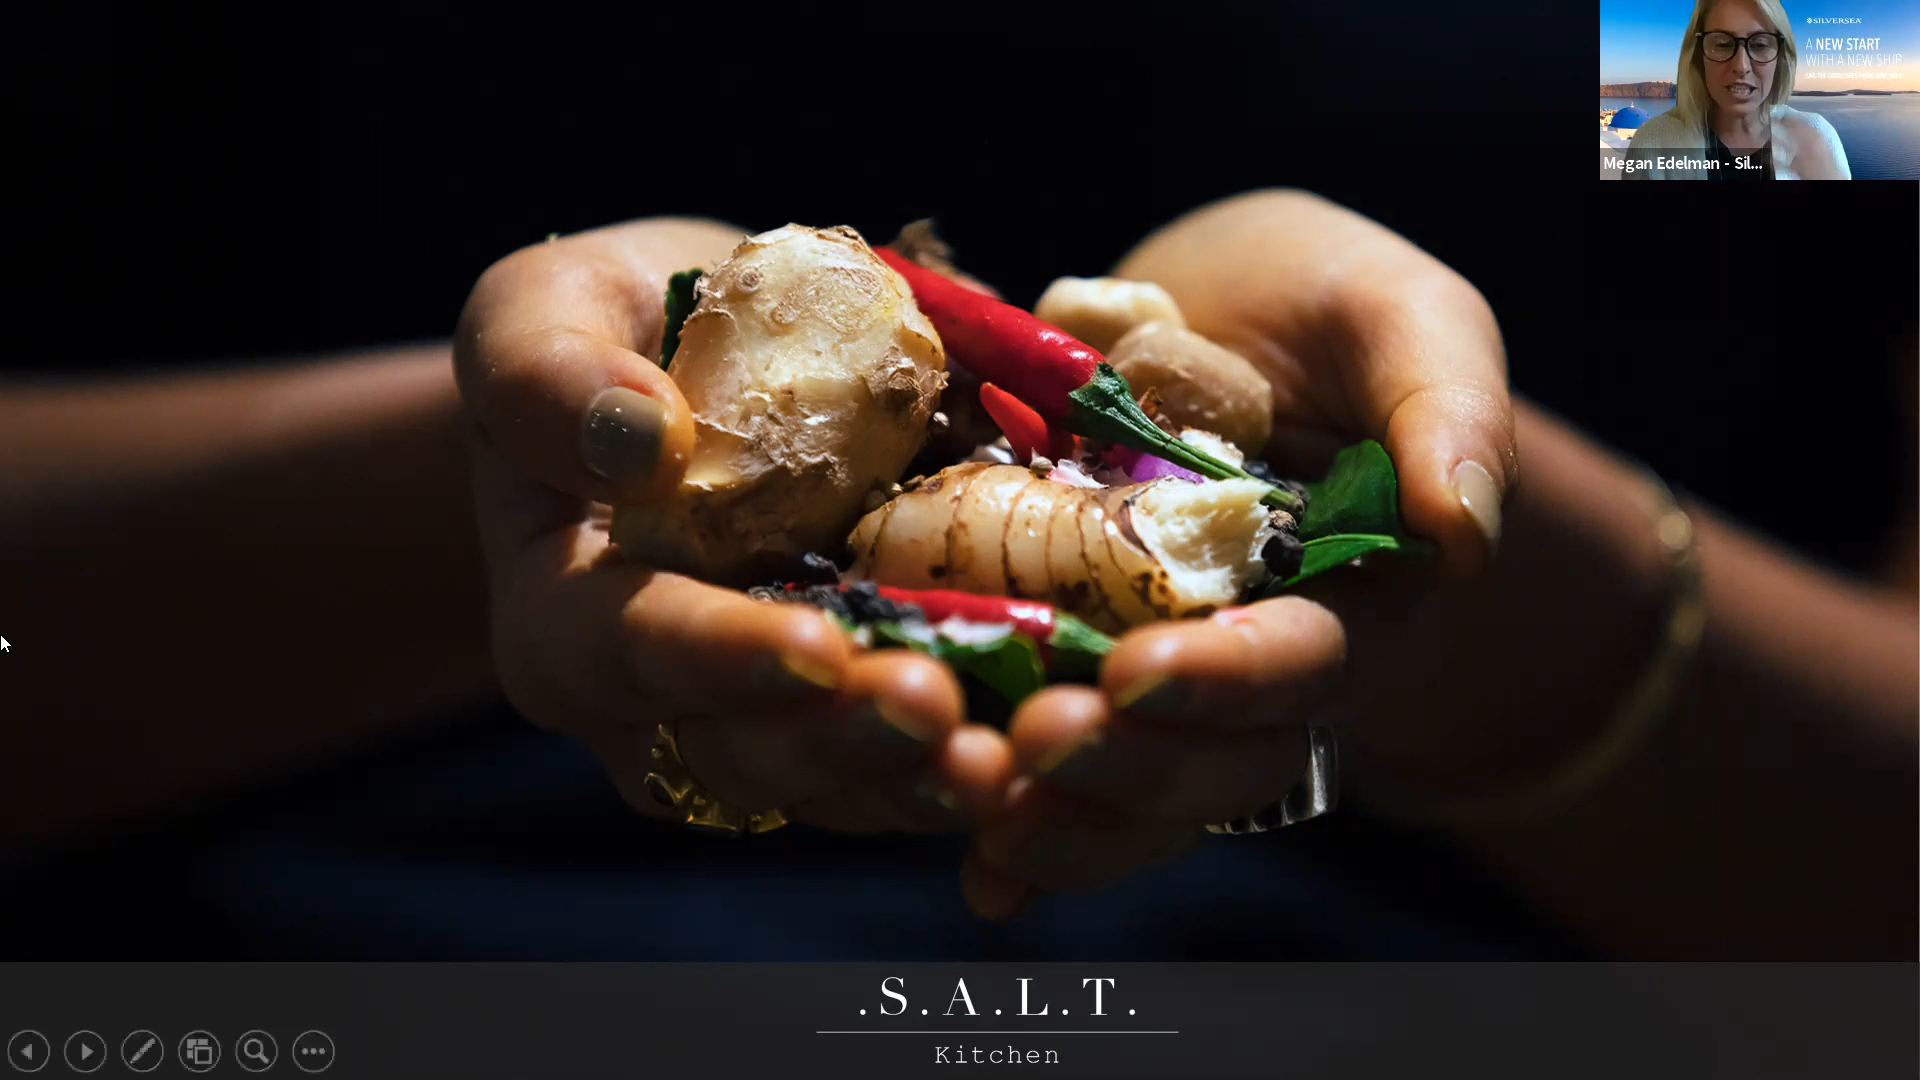 SILVERSEA
A NEW START
WITH A NEW SHIP
Megan Edelman - Sil...
.S.A.L.T.
Kitchen